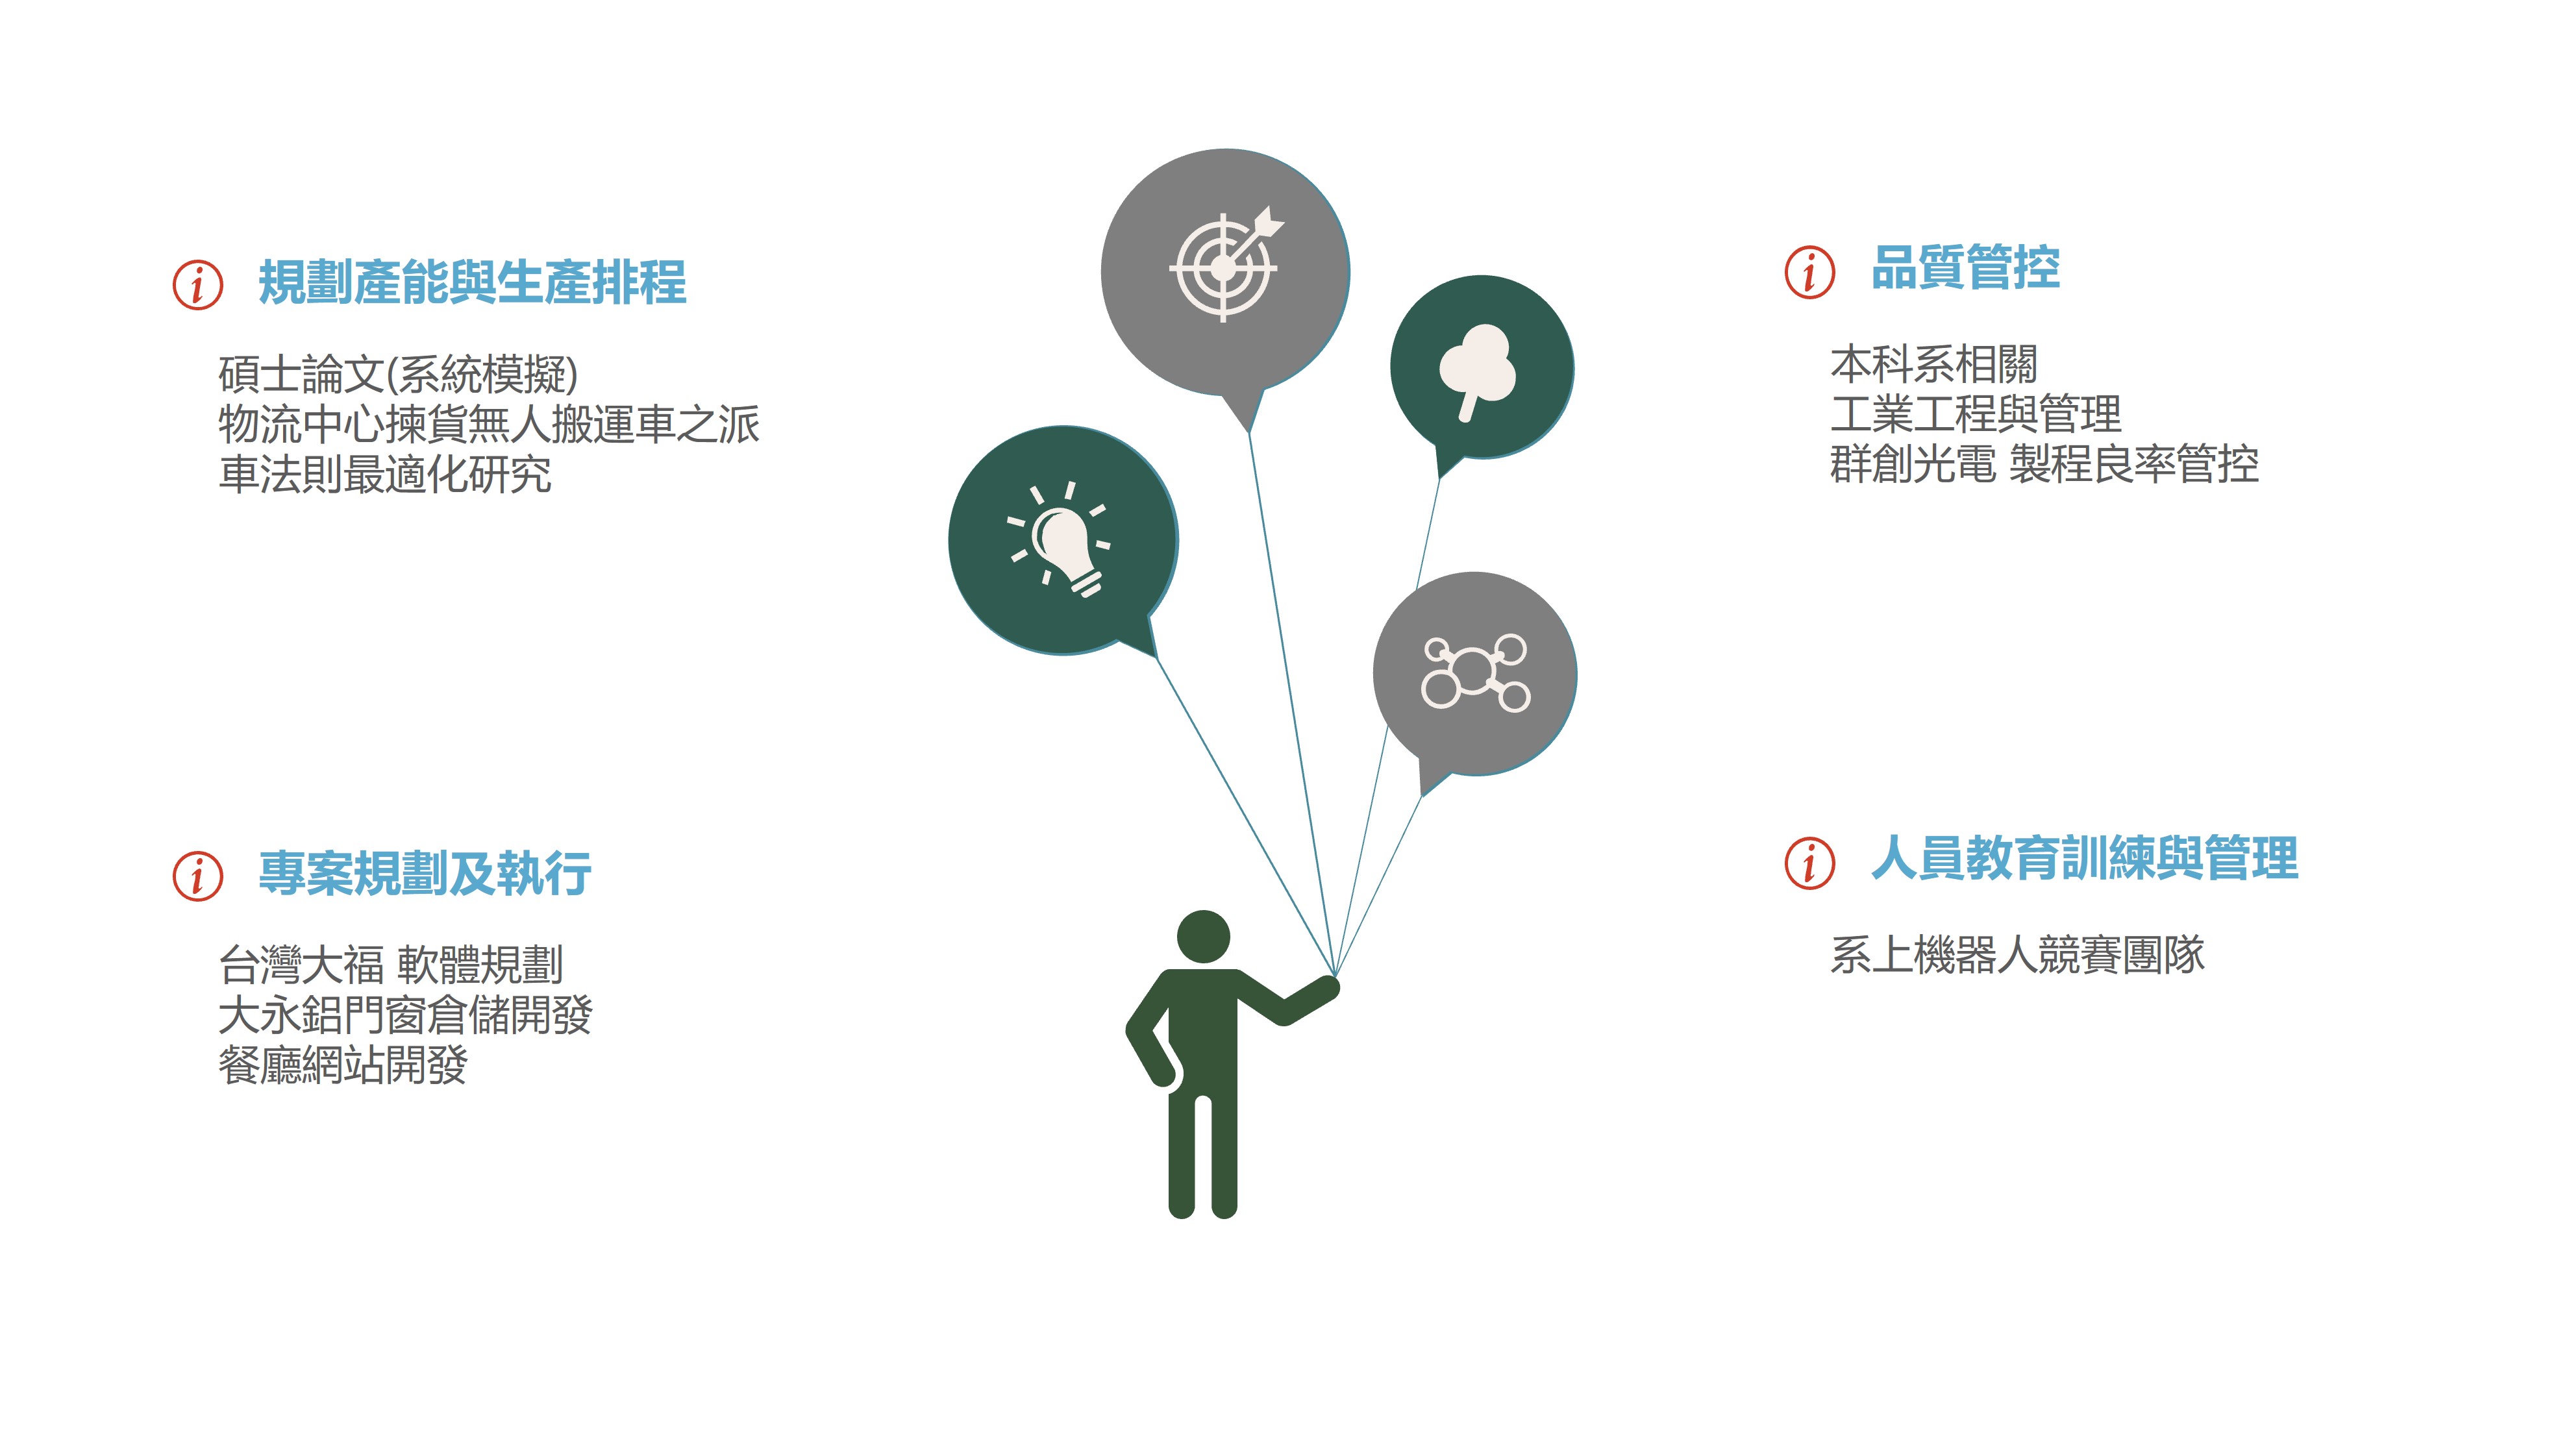 規劃產能與生產排程
碩士論文(系統模擬)
物流中心揀貨無人搬運車之派
車法則最適化研究
品質管控
本科系相關
工業工程與管理
群創光電 製程良率管控
專案規劃及執行
台灣大福 軟體規劃
大永鋁門窗倉儲開發
餐廳網站開發
人員教育訓練與管理
系上機器人競賽團隊